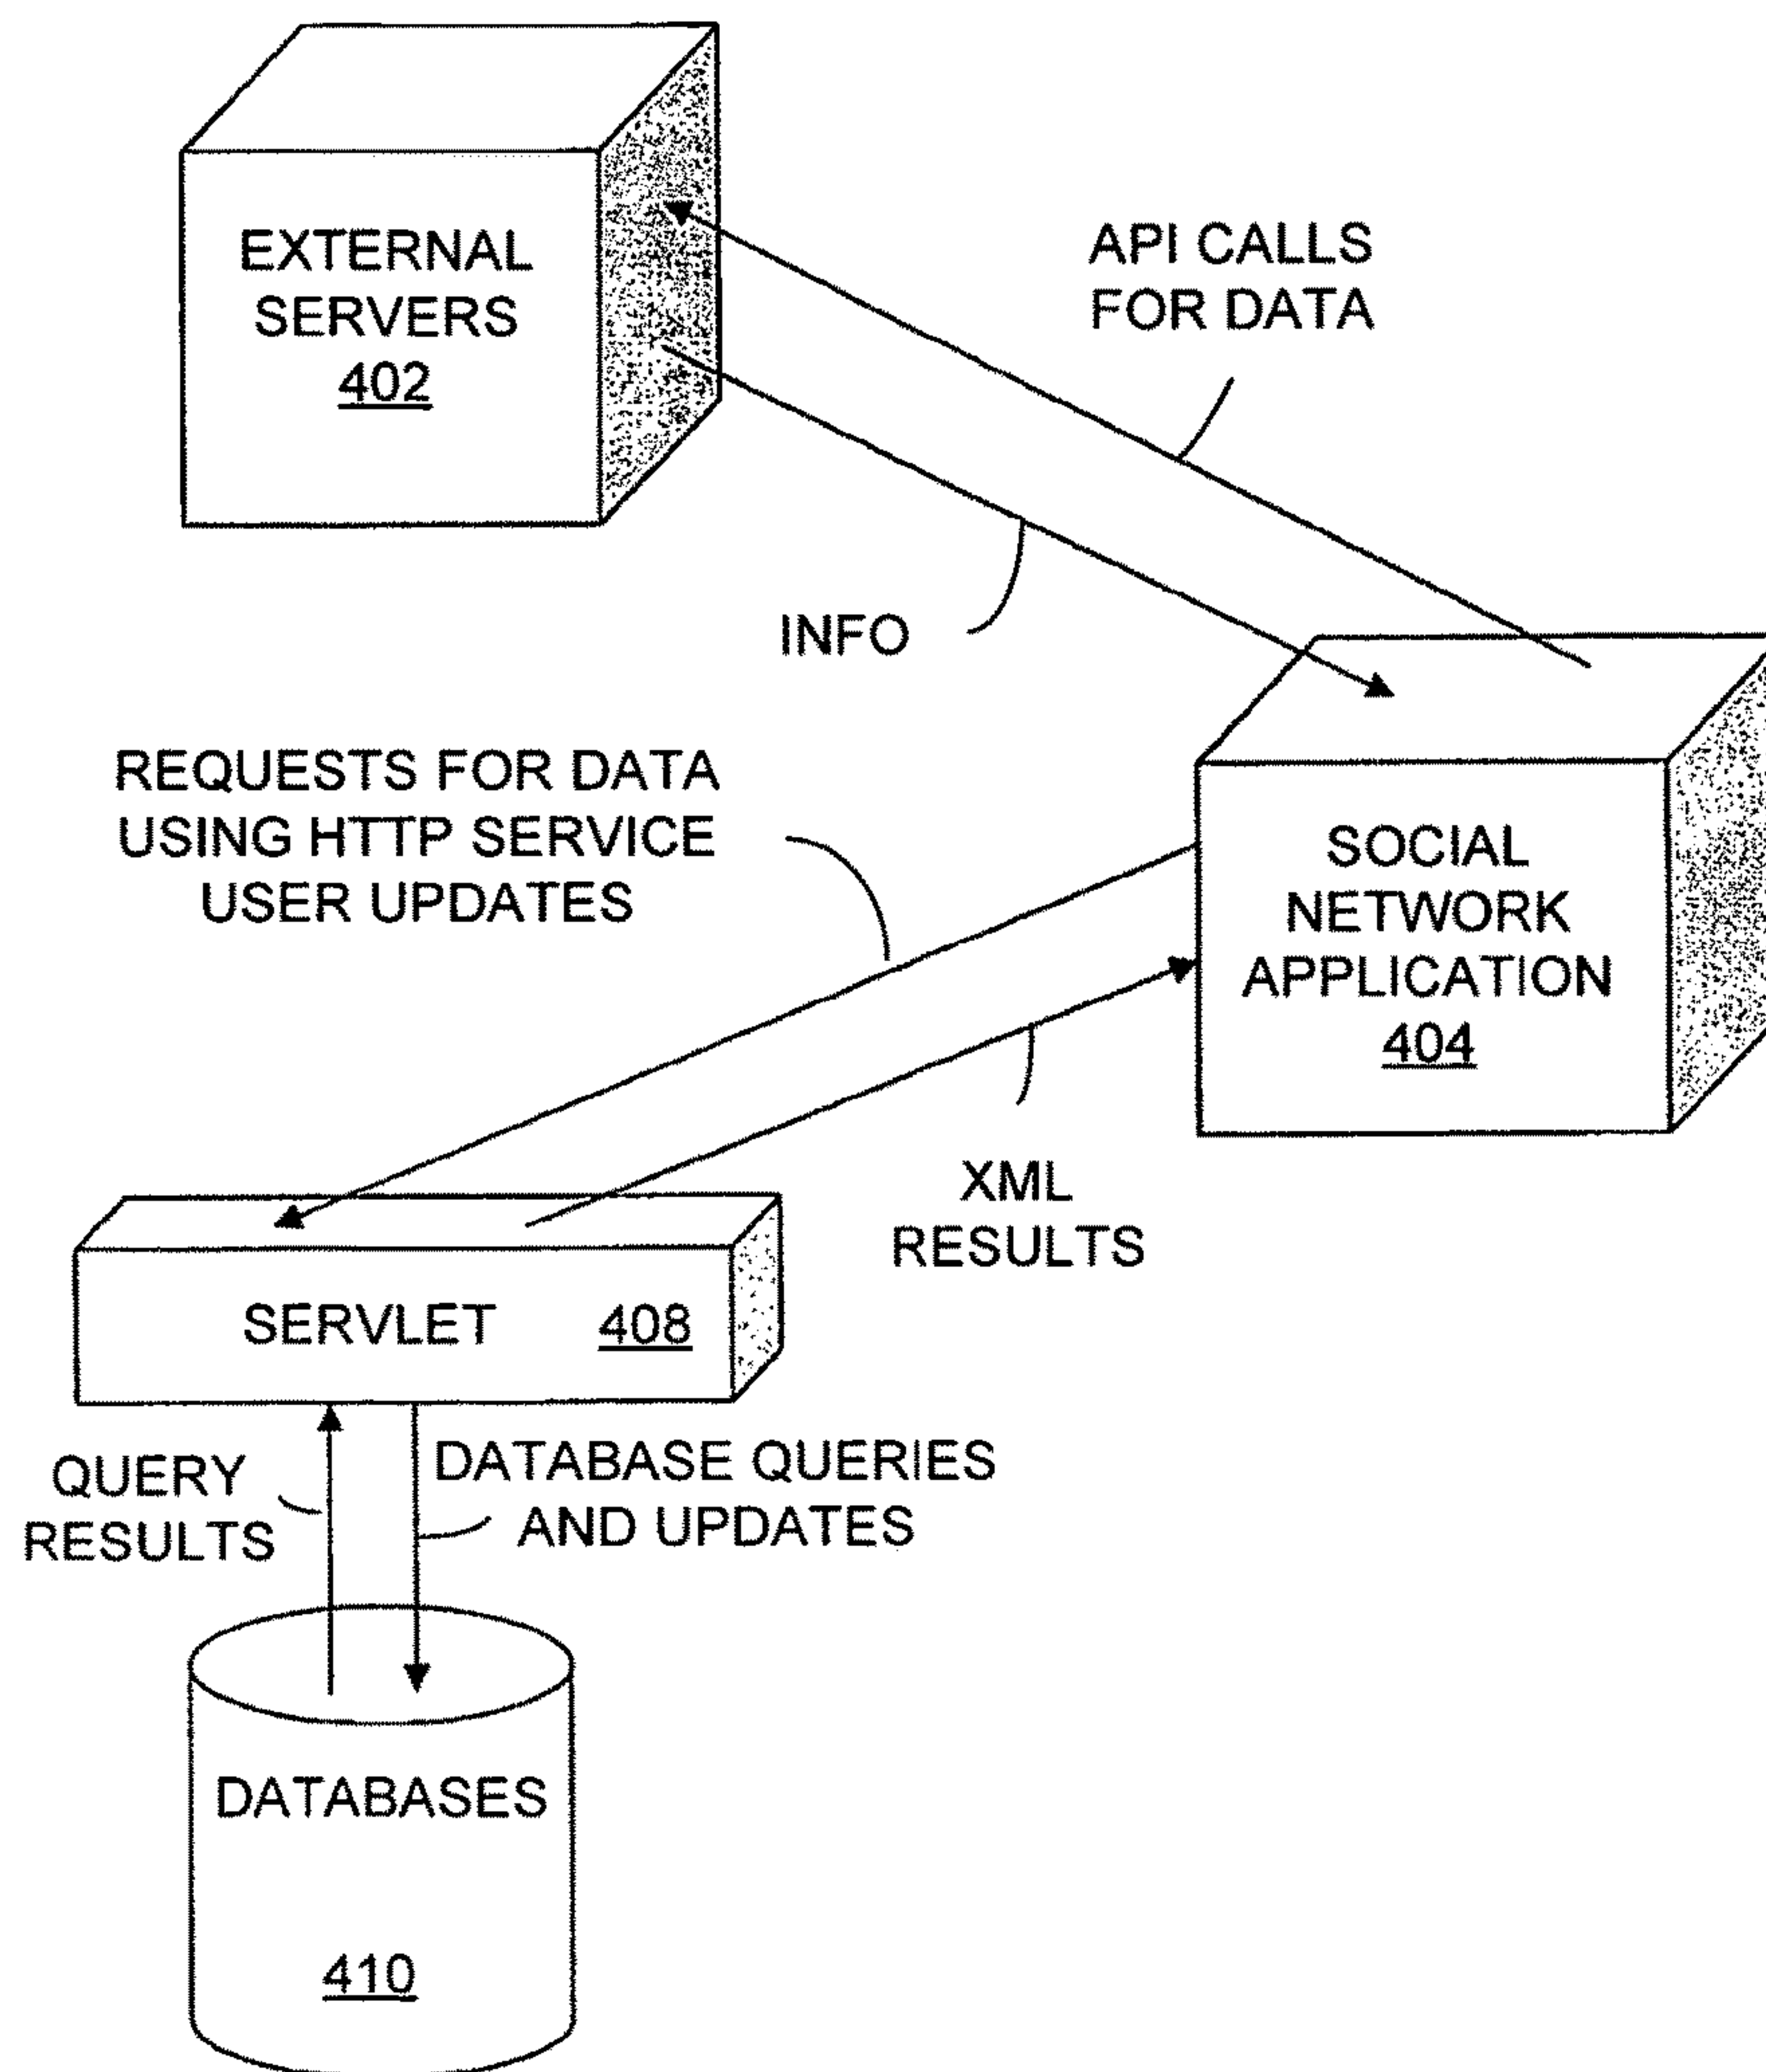 EXTERNAL
SERVERS
402
API CALLS
FOR DATA
INFO
REQUESTS FOR DATA
USING HTTP SERVICE
USER UPDATES
SOCIAL
NETWORK
APPLICATION
404
XML
RESULTS
SERVLET 408
QUERY
RESULTS
DATABASE QUERIES
AND UPDATES
DATABASES
410